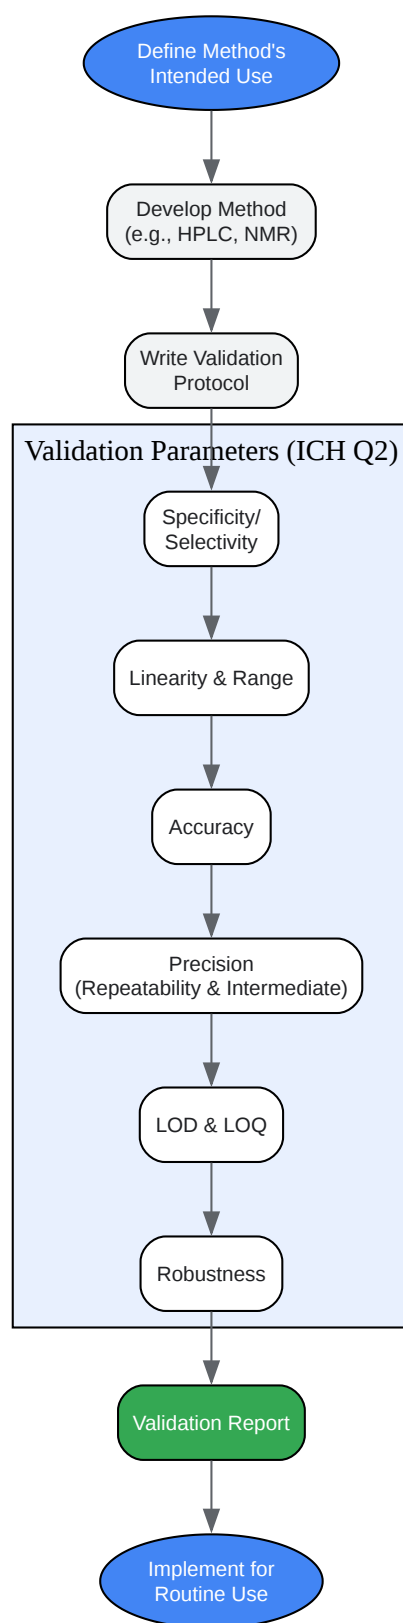 Define Method's
Intended Use
Develop Method
(e.g., HPLC, NMR)
Write Validation
Protocol
Validation Parameters (ICH Q2)
Specificity/
Selectivity
Linearity & Range
Accuracy
Precision
(Repeatability & Intermediate)
LOD & LOQ
Robustness
Validation Report
Implement for
Routine Use